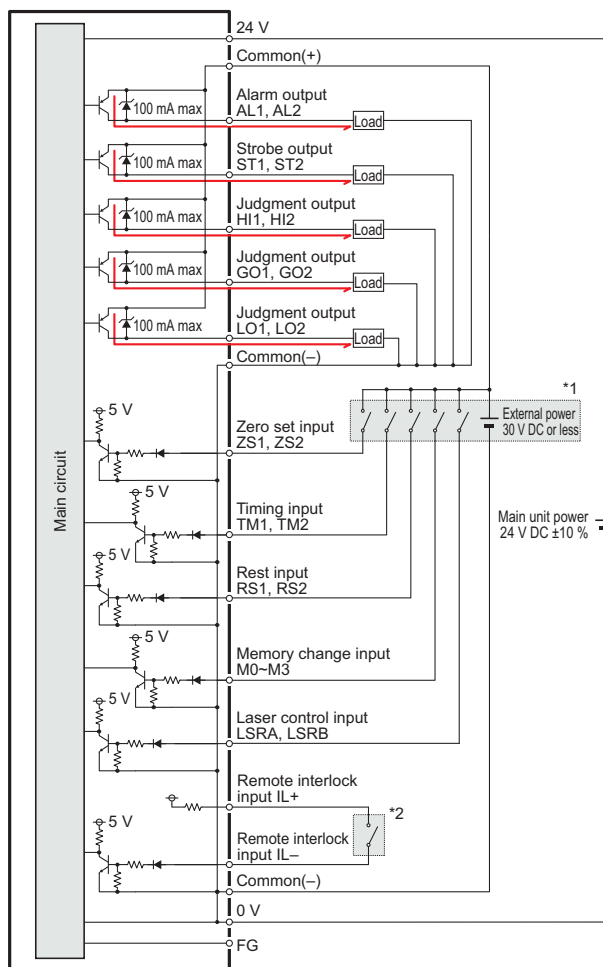 24 V
Common(+)
Alarm output
AL1, AL2
100 mA max
Load
Strobe output
ST1, ST2
100 mA max
Load
Judgment output
HI1, HI2
100 mA max
Load
Judgment output
GO1, GO2
100 mA max
Load
Judgment output
LO1, LO2
100 mA max
Load
Common(–)
*1
External power
30 V DC or less
5 V
Zero set input
ZS1, ZS2
Main circuit
5 V
Timing input
TM1, TM2
Main unit power
24 V DC ±10 %
5 V
Rest input
RS1, RS2
5 V
Memory change input
M0~M3
5 V
Laser control input
LSRA, LSRB
Remote interlock
input IL+
*2
5 V
Remote interlock
input IL–
Common(–)
0 V
FG